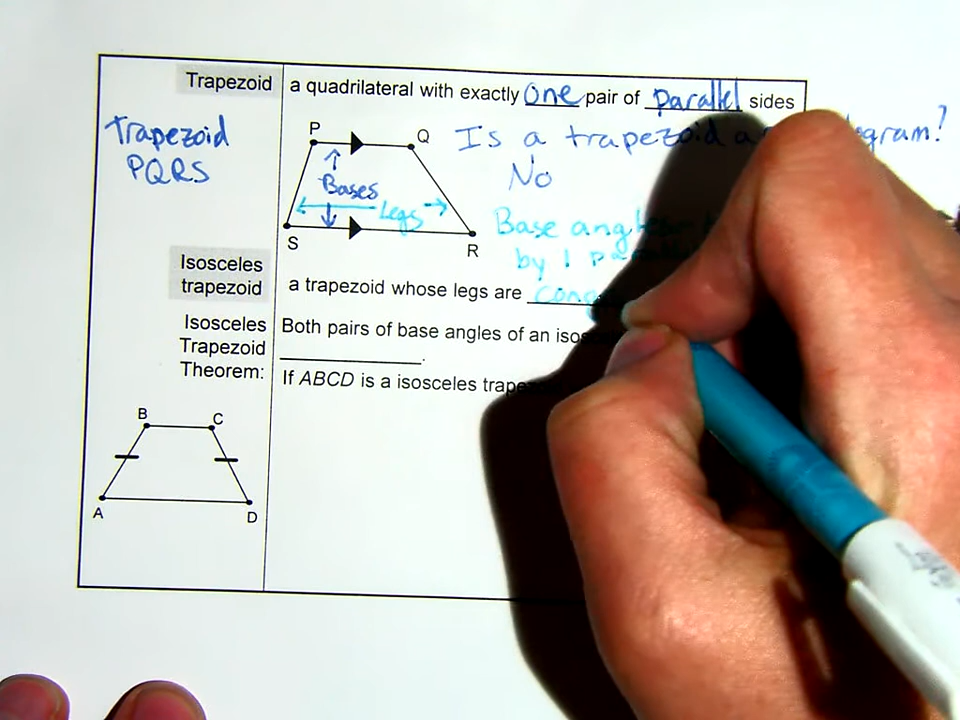 Trapezoid a quadrilateral with exactly one pair of parallel sides
Trapezoid
PQRS
P Q
Is a trapezoid
No
Bases
Legs
Base angles
by 1
S R
Isosceles
trapezoid
a trapezoid whose legs are
Isosceles
Trapezoid
Theorem:
Both pairs of base angles of an
If ABCD is a isosceles
B C
A D